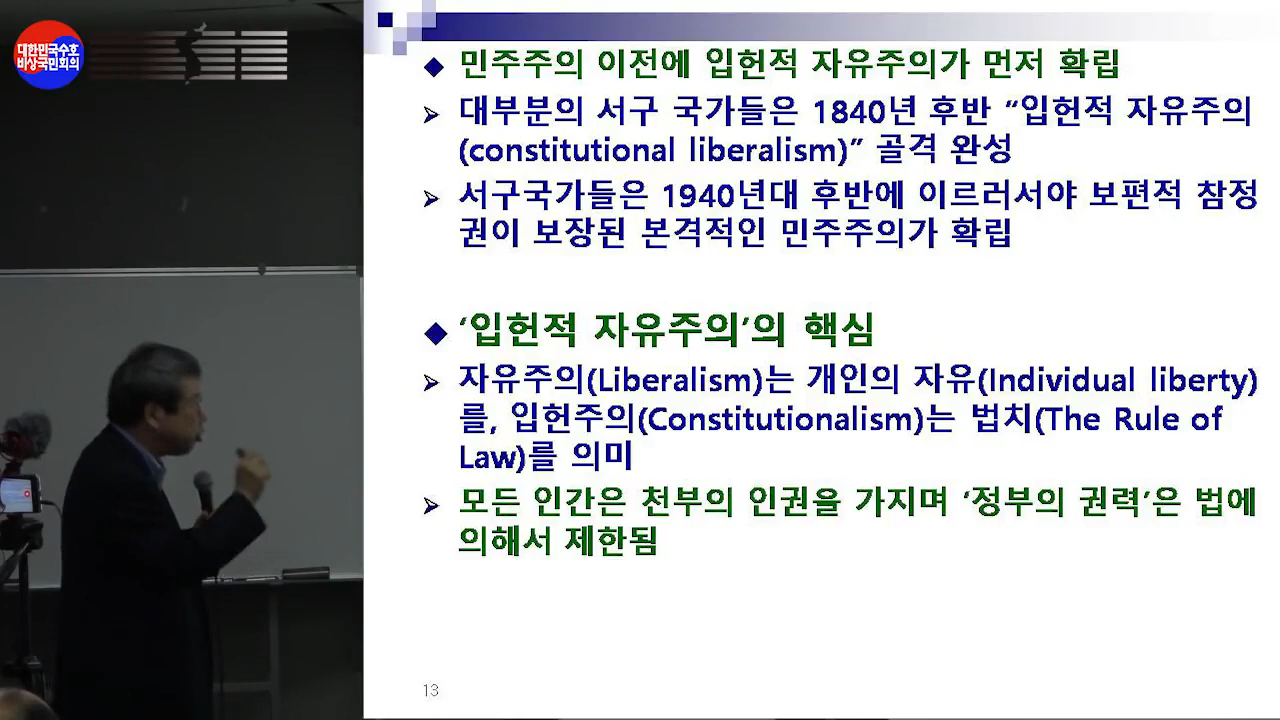 대한민국수호
비상국민회의
◆ 민주주의 이전에 입헌적 자유주의가 먼저 확립
➢ 대부분의 서구 국가들은 1840년 후반 “입헌적 자유주의
(constitutional liberalism)” 골격 완성
➢ 서구국가들은 1940년대 후반에 이르러서야 보편적 참정
권이 보장된 본격적인 민주주의가 확립
◆ ‘입헌적 자유주의’의 핵심
➢ 자유주의(Liberalism)는 개인의 자유(Individual liberty)
를, 입헌주의(Constitutionalism)는 법치(The Rule of
Law)를 의미
➢ 모든 인간은 천부의 인권을 가지며 ‘정부의 권력’은 법에
의해서 제한됨
13